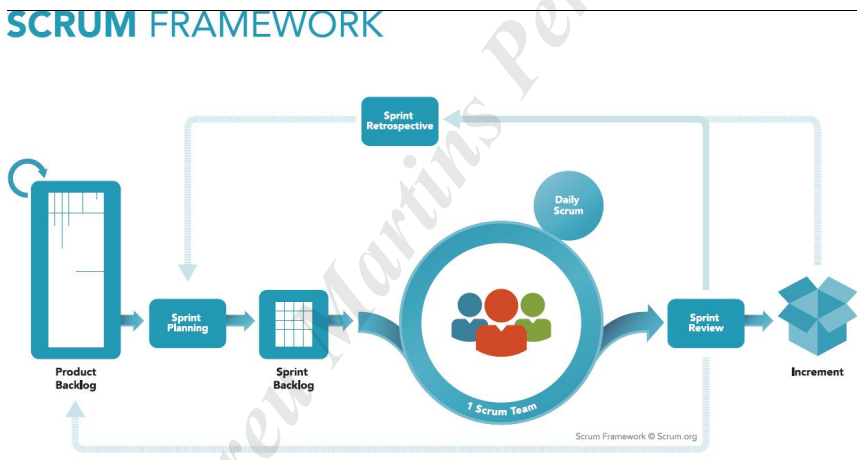 SCRUM FRAMEWORK
Sprint
Retrospective
Daily
Scrum
Sprint
Planning
Sprint
Review
Product
Backlog
Sprint
Backlog
Increment
1 Scrum Team
Scrum Framework © Scrum.org
Martins